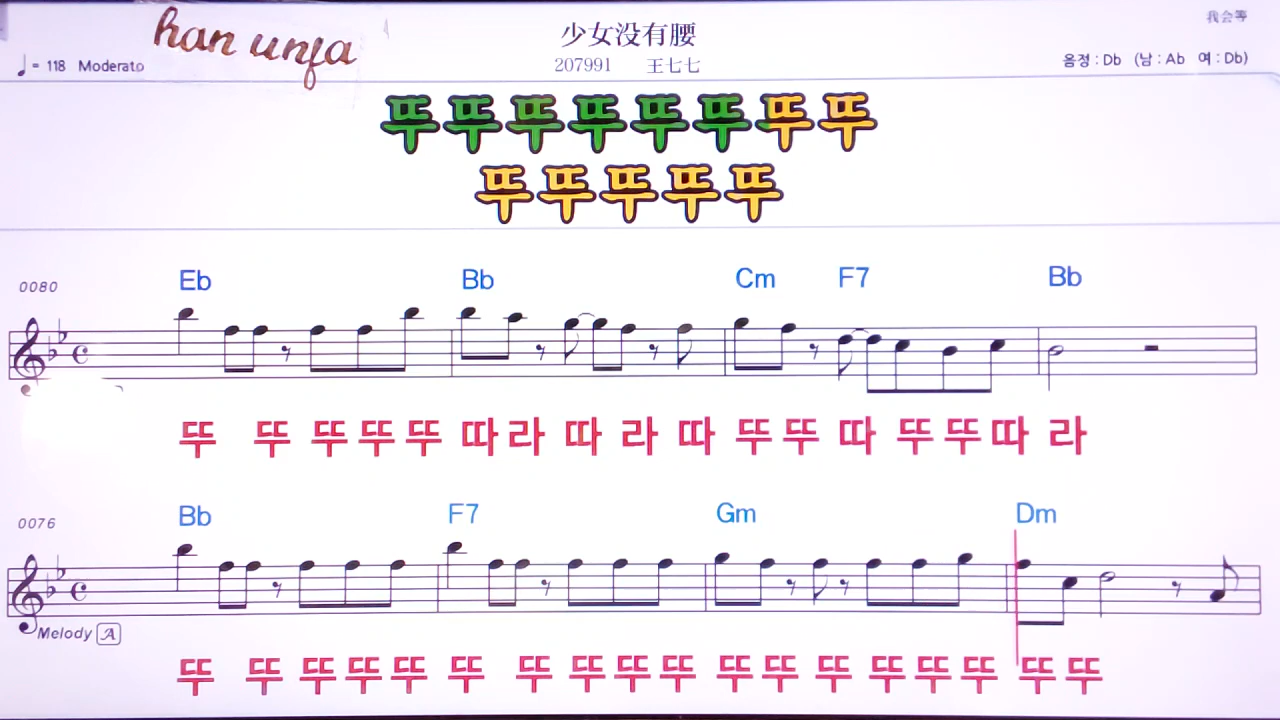 han unfa
少女没有腰
我会等
♩= 118 Moderato
207991 王七七
음정 : Db (남 : Ab 여 : Db)
뚜뚜뚜뚜뚜뚜뚜뚜
뚜뚜뚜뚜뚜
0080 Eb Bb Cm F7 Bb
뚜 뚜 뚜 뚜 뚜 따 라 따 라 따 뚜 뚜 따 뚜 뚜 따 라
0076 Bb F7 Gm Dm
Melody A
뚜 뚜 뚜 뚜 뚜 뚜 뚜 뚜 뚜 뚜 뚜 뚜 뚜 뚜 뚜 뚜 뚜